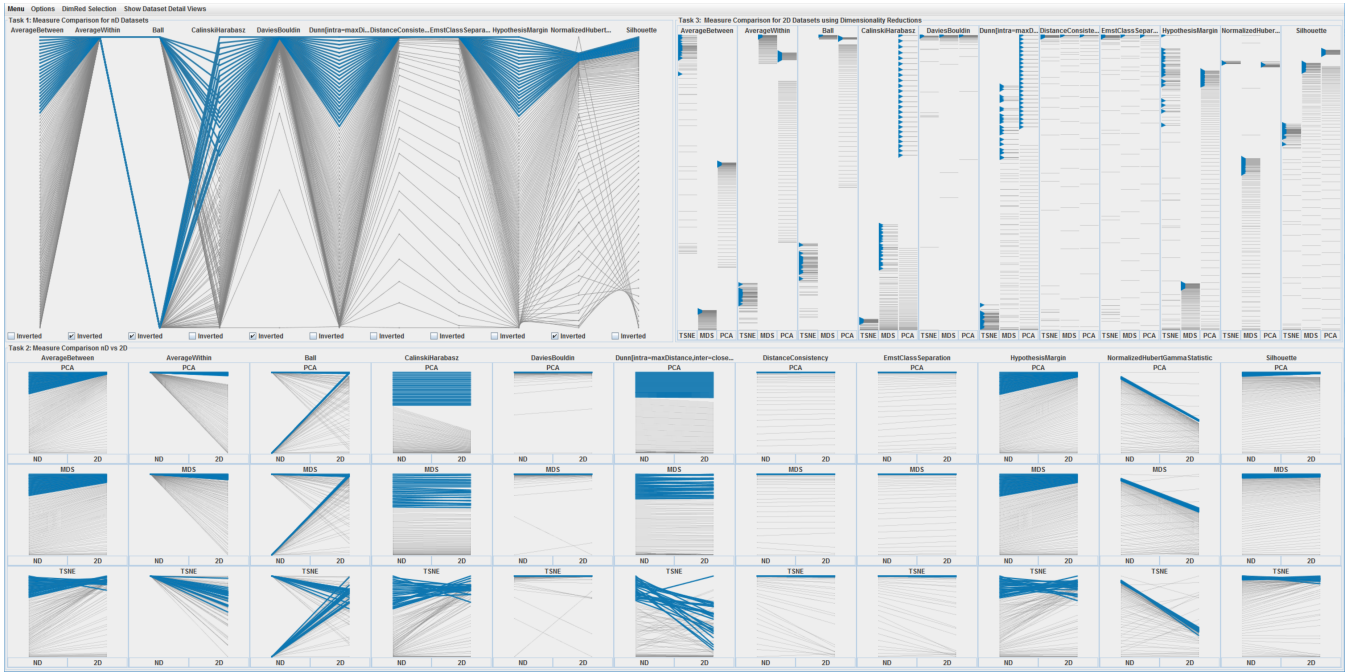 Menu Options DimRed Selection Show Dataset Detail Views
Task 1: Measure Comparison for nD Datasets
AverageBetween AverageWithin Ball CalinskiHarabasz DaviesBouldin Dunn[intra=maxDi... DistanceConsiste... EmstClassSepara... HypothesisMargin NormalizedHubert... Silhouette
Inverted Inverted Inverted Inverted Inverted Inverted Inverted Inverted Inverted Inverted Inverted
Task 3: Measure Comparison for 2D Datasets using Dimensionality Reductions
AverageBetween AverageWithin Ball CalinskiHarabasz DaviesBouldin Dunn[intra=maxD... DistanceConsiste... EmstClassSepar... HypothesisMargin NormalizedHuber... Silhouette
TSNE MDS PCA TSNE MDS PCA TSNE MDS PCA TSNE MDS PCA TSNE MDS PCA TSNE MDS PCA TSNE MDS PCA TSNE MDS PCA TSNE MDS PCA TSNE MDS PCA TSNE MDS PCA
Task 2: Measure Comparison nD vs 2D
AverageBetween AverageWithin Ball CalinskiHarabasz DaviesBouldin Dunn[intra=maxDistance,inter=close... DistanceConsistency EmstClassSeparation HypothesisMargin NormalizedHubertGammaStatistic Silhouette
PCA PCA PCA PCA PCA PCA PCA PCA PCA PCA PCA
ND 2D ND 2D ND 2D ND 2D ND 2D ND 2D ND 2D ND 2D ND 2D ND 2D ND 2D
MDS MDS MDS MDS MDS MDS MDS MDS MDS MDS MDS
ND 2D ND 2D ND 2D ND 2D ND 2D ND 2D ND 2D ND 2D ND 2D ND 2D ND 2D
TSNE TSNE TSNE TSNE TSNE TSNE TSNE TSNE TSNE TSNE TSNE
ND 2D ND 2D ND 2D ND 2D ND 2D ND 2D ND 2D ND 2D ND 2D ND 2D ND 2D